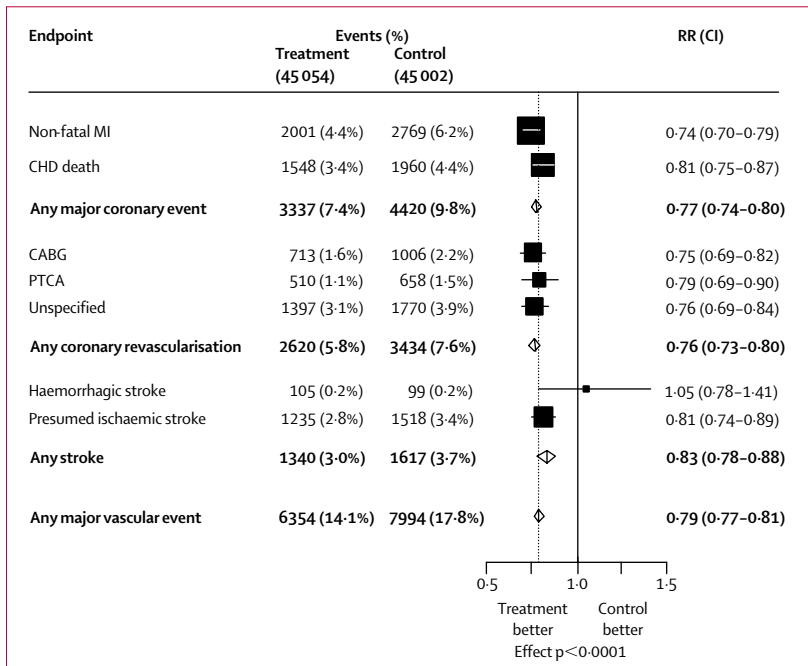 Endpoint Events (%) RR (CI)
Treatment Control
(45 054) (45 002)
Non-fatal MI 2001 (4·4%) 2769 (6·2%) 0·74 (0·70–0·79)
CHD death 1548 (3·4%) 1960 (4·4%) 0·81 (0·75–0·87)
Any major coronary event 3337 (7·4%) 4420 (9·8%) 0·77 (0·74–0·80)
CABG 713 (1·6%) 1006 (2·2%) 0·75 (0·69–0·82)
PTCA 510 (1·1%) 658 (1·5%) 0·79 (0·69–0·90)
Unspecified 1397 (3·1%) 1770 (3·9%) 0·76 (0·69–0·84)
Any coronary revascularisation 2620 (5·8%) 3434 (7·6%) 0·76 (0·73–0·80)
Haemorrhagic stroke 105 (0·2%) 99 (0·2%) 1·05 (0·78–1·41)
Presumed ischaemic stroke 1235 (2·8%) 1518 (3·4%) 0·81 (0·74–0·89)
Any stroke 1340 (3·0%) 1617 (3·7%) 0·83 (0·78–0·88)
Any major vascular event 6354 (14·1%) 7994 (17·8%) 0·79 (0·77–0·81)
0·5 1·0 1·5
Treatment Control
better better
Effect p<0·0001